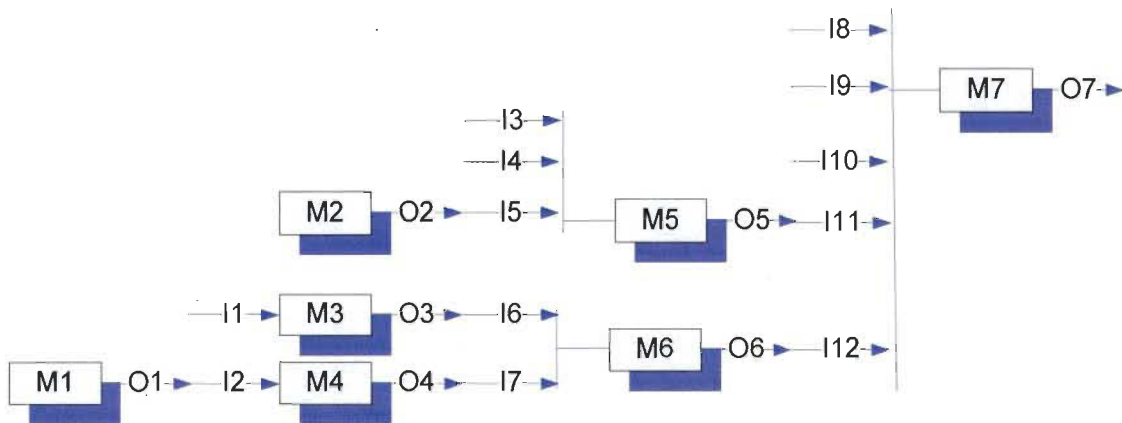 I8
I9
M7 O7
I3
I4
I10
M2 O2 I5
M5 O5 I11
I1 M3 O3 I6
M6 O6 I12
M1 O1 I2 M4 O4 I7